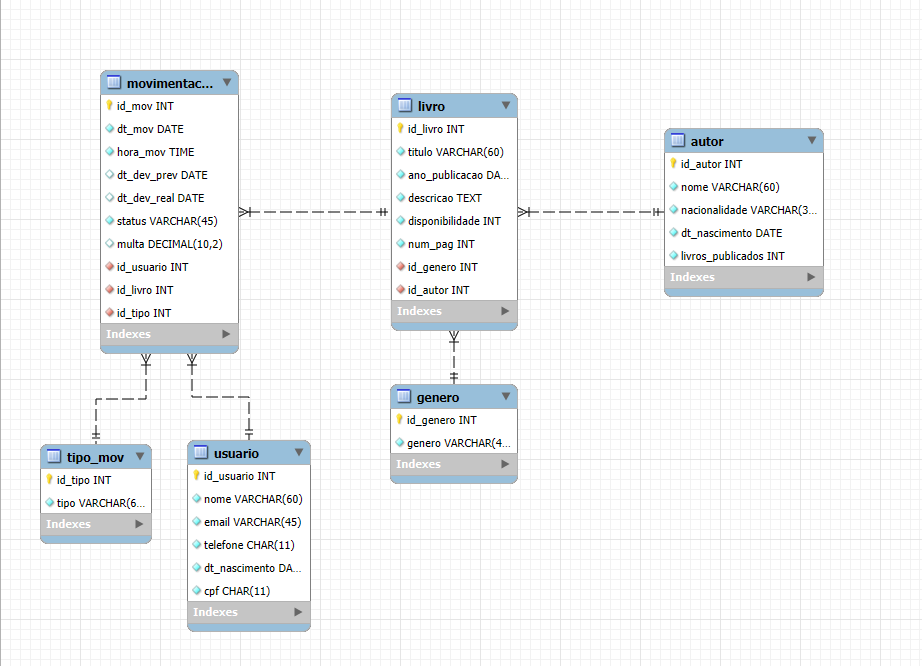 movimentac...
id_mov INT
dt_mov DATE
hora_mov TIME
dt_dev_prev DATE
dt_dev_real DATE
status VARCHAR(45)
multa DECIMAL(10,2)
id_usuario INT
id_livro INT
id_tipo INT
Indexes
livro
id_livro INT
titulo VARCHAR(60)
ano_publicacao DA...
descricao TEXT
disponibilidade INT
num_pag INT
id_genero INT
id_autor INT
Indexes
autor
id_autor INT
nome VARCHAR(60)
nacionalidade VARCHAR(3...
dt_nascimento DATE
livros_publicados INT
Indexes
genero
id_genero INT
genero VARCHAR(4...
Indexes
tipo_mov
id_tipo INT
tipo VARCHAR(6...
Indexes
usuario
id_usuario INT
nome VARCHAR(60)
email VARCHAR(45)
telefone CHAR(11)
dt_nascimento DA...
cpf CHAR(11)
Indexes